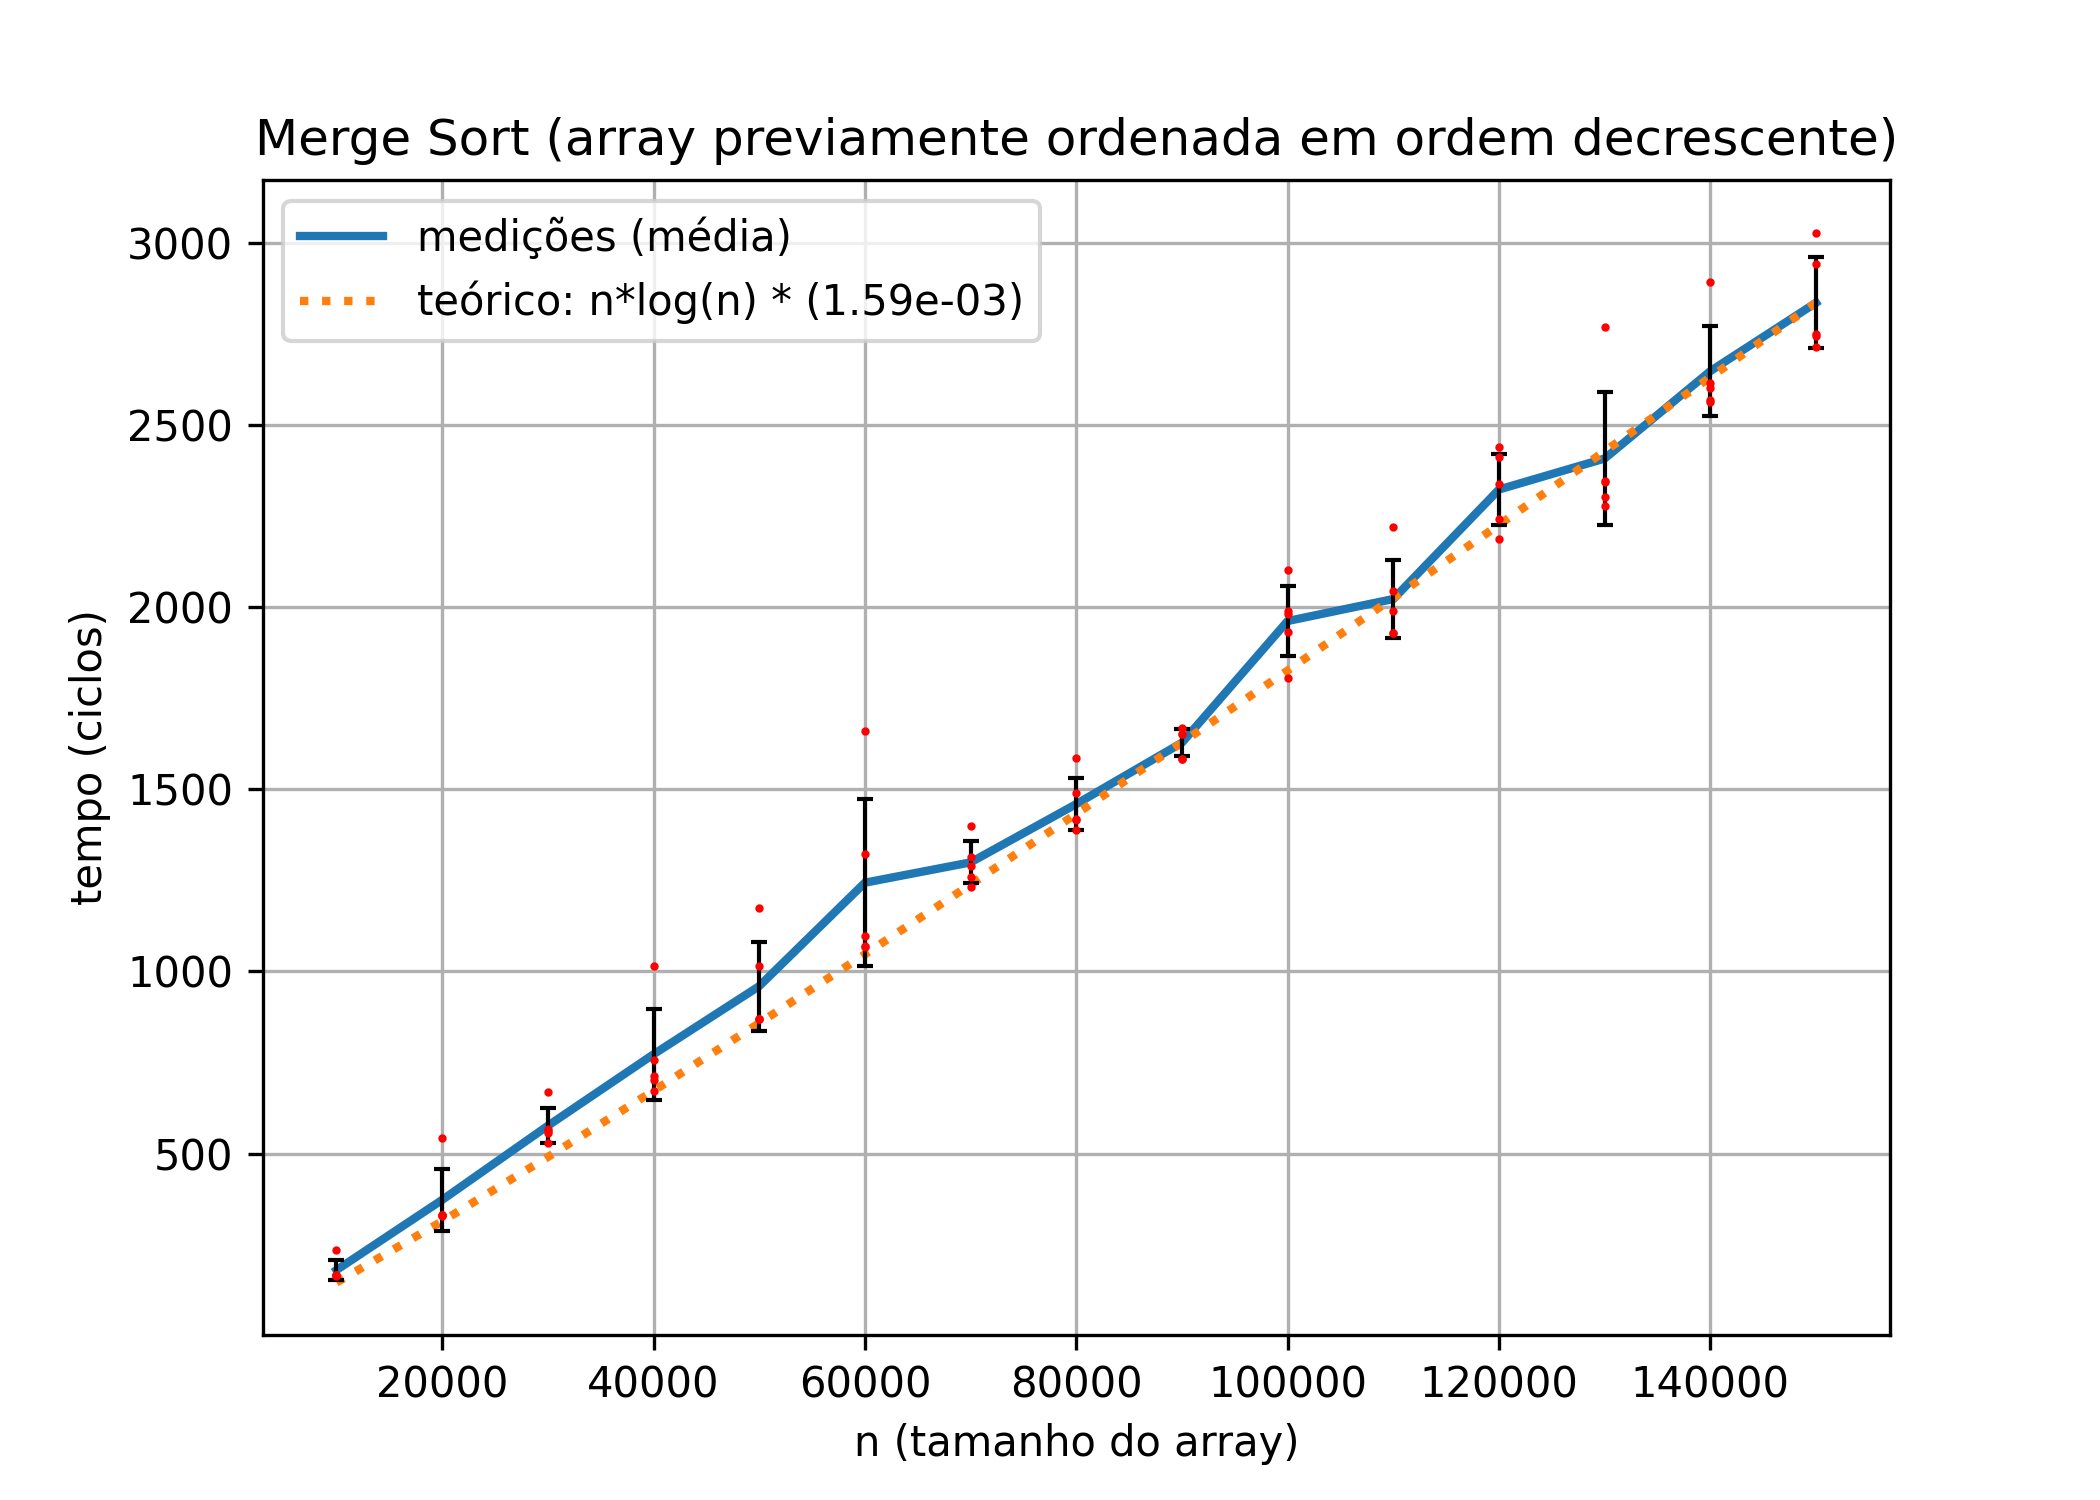 Merge Sort (array previamente ordenada em ordem decrescente)
medições (média)
teórico: n*log(n) * (1.59e-03)
3000
2500
2000
1500
1000
500
tempo (ciclos)
20000 40000 60000 80000 100000 120000 140000
n (tamanho do array)